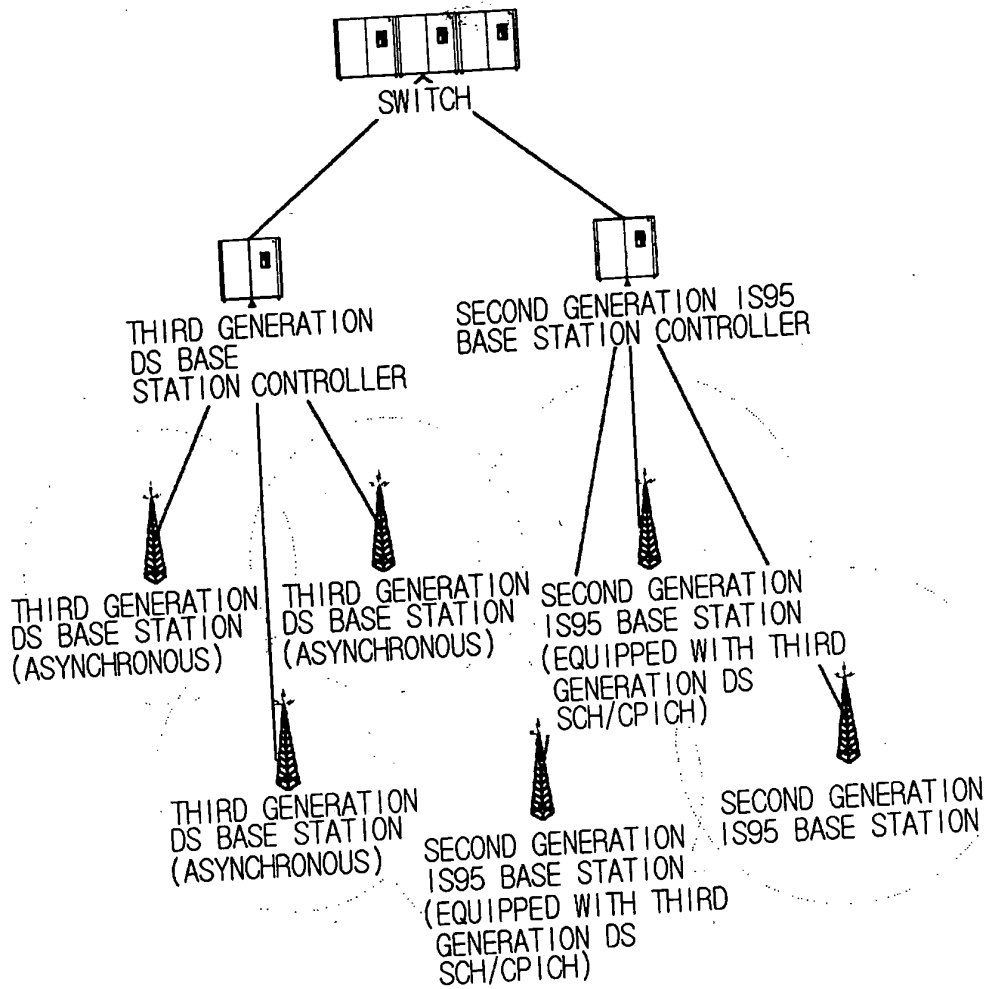 SWITCH
THIRD GENERATION
DS BASE
STATION CONTROLLER
SECOND GENERATION IS95
BASE STATION CONTROLLER
THIRD GENERATION
DS BASE STATION
(ASYNCHRONOUS)
THIRD GENERATION
DS BASE STATION
(ASYNCHRONOUS)
SECOND GENERATION
IS95 BASE STATION
(EQUIPPED WITH THIRD
GENERATION DS
SCH/CPICH)
THIRD GENERATION
DS BASE STATION
(ASYNCHRONOUS)
SECOND GENERATION
IS95 BASE STATION
(EQUIPPED WITH THIRD
GENERATION DS
SCH/CPICH)
SECOND GENERATION
IS95 BASE STATION